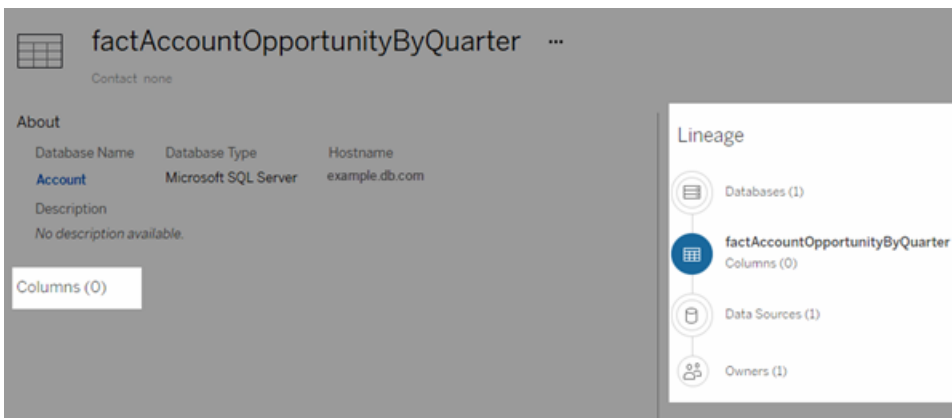 factAccountOpportunityByQuarter ...
Contact none
About
Database Name Database Type Hostname
Account Microsoft SQL Server example.db.com
Description
No description available.
Columns (0)
Lineage
Databases (1)
factAccountOpportunityByQuarter
Columns (0)
Data Sources (1)
Owners (1)